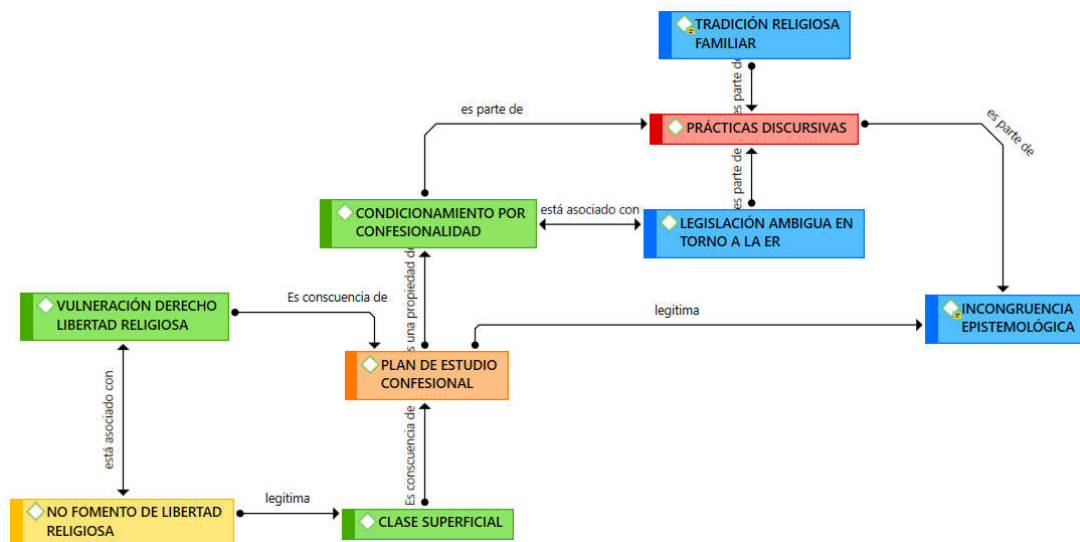 TRADICIÓN RELIGIOSA
FAMILIAR
es parte de
es parte de
PRÁCTICAS DISCURSIVAS
es parte de
es parte de
CONDICIONAMIENTO POR
CONFESIONALIDAD
está asociado con
LEGISLACIÓN AMBIGUA EN
TORNO A LA ER
s una propiedad de
VULNERACIÓN DERECHO
LIBERTAD RELIGIOSA
Es conscuencia de
legitima
INCONGRUENCIA
EPISTEMOLÓGICA
PLAN DE ESTUDIO
CONFESIONAL
está asociado con
Es conscuencia de
NO FOMENTO DE LIBERTAD
RELIGIOSA
legitima
CLASE SUPERFICIAL